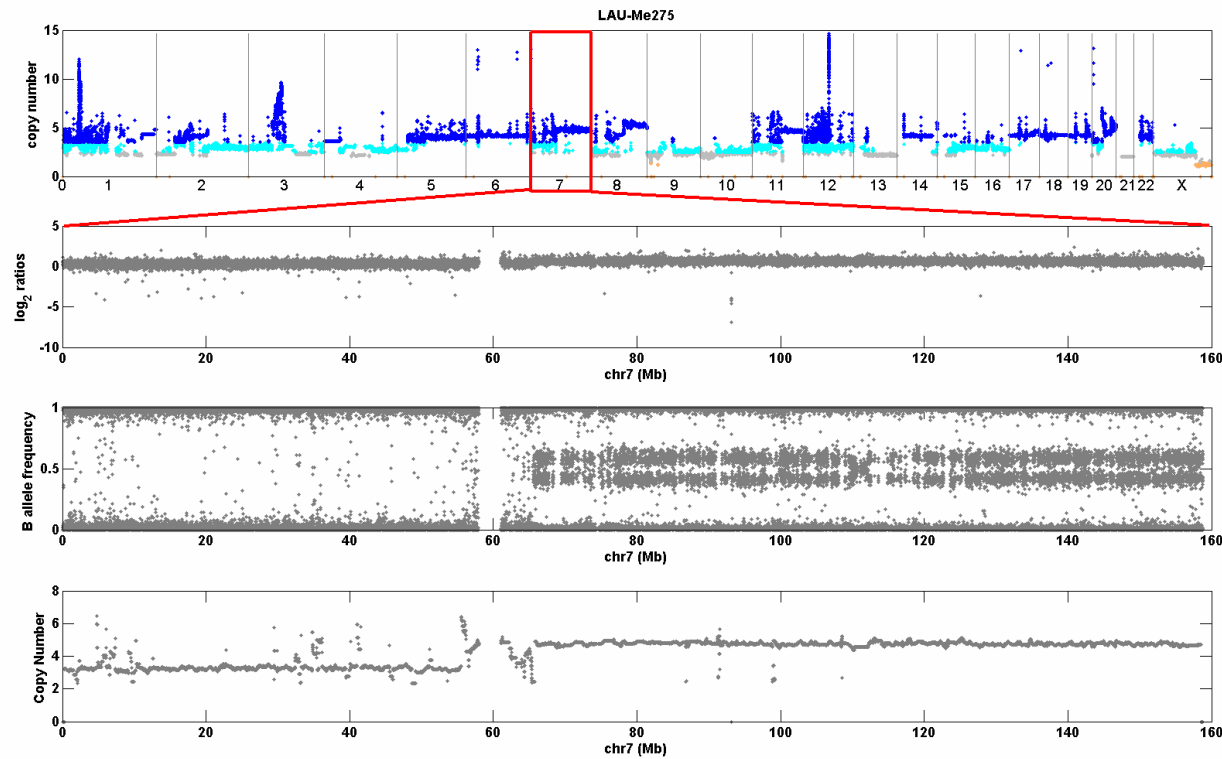 LAU-Me275
copy number
15
10
5
0
0 1 2 3 4 5 6 7 8 9 10 11 12 13 14 15 16 17 18 19 20 21 22 X
log2 ratios
5
0
-5
-10
0 20 40 60 80 100 120 140 160
chr7 (Mb)
B allele frequency
1
0.5
0
0 20 40 60 80 100 120 140 160
chr7 (Mb)
Copy Number
8
6
4
2
0
0 20 40 60 80 100 120 140 160
chr7 (Mb)